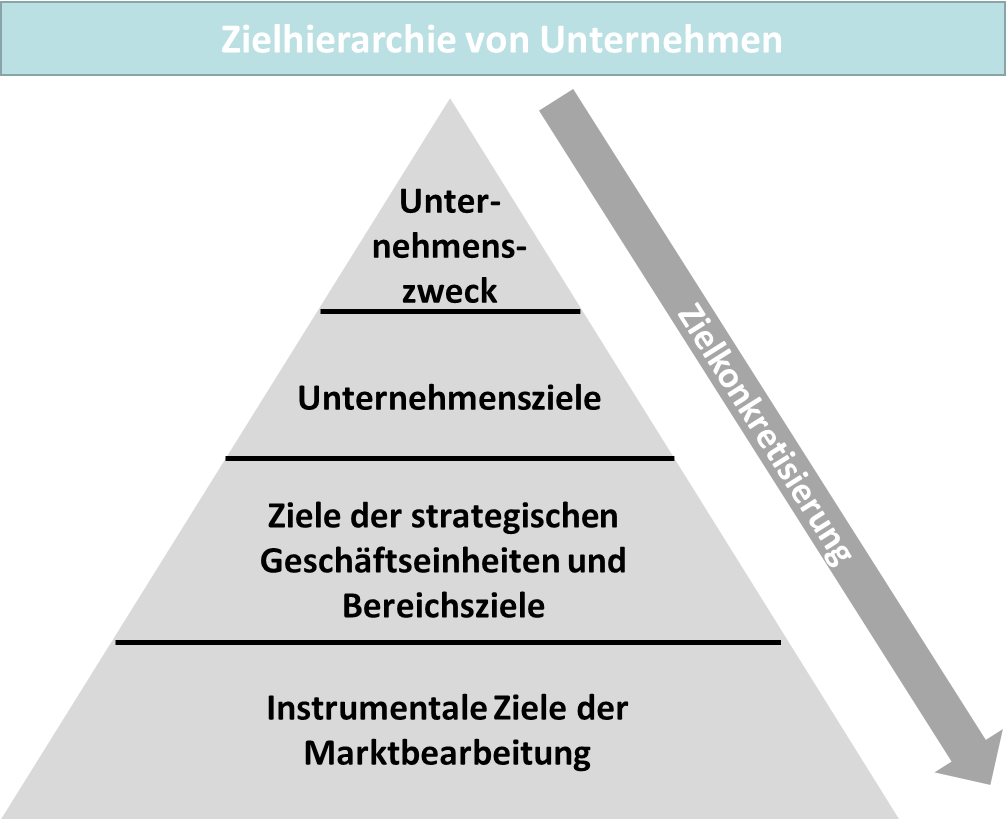 Zielhierarchie von Unternehmen
Unter-
nehmens-
zweck
Unternehmensziele
Ziele der strategischen
Geschäftseinheiten und
Bereichsziele
Instrumentale Ziele der
Marktbearbeitung
Zielkonkretisierung